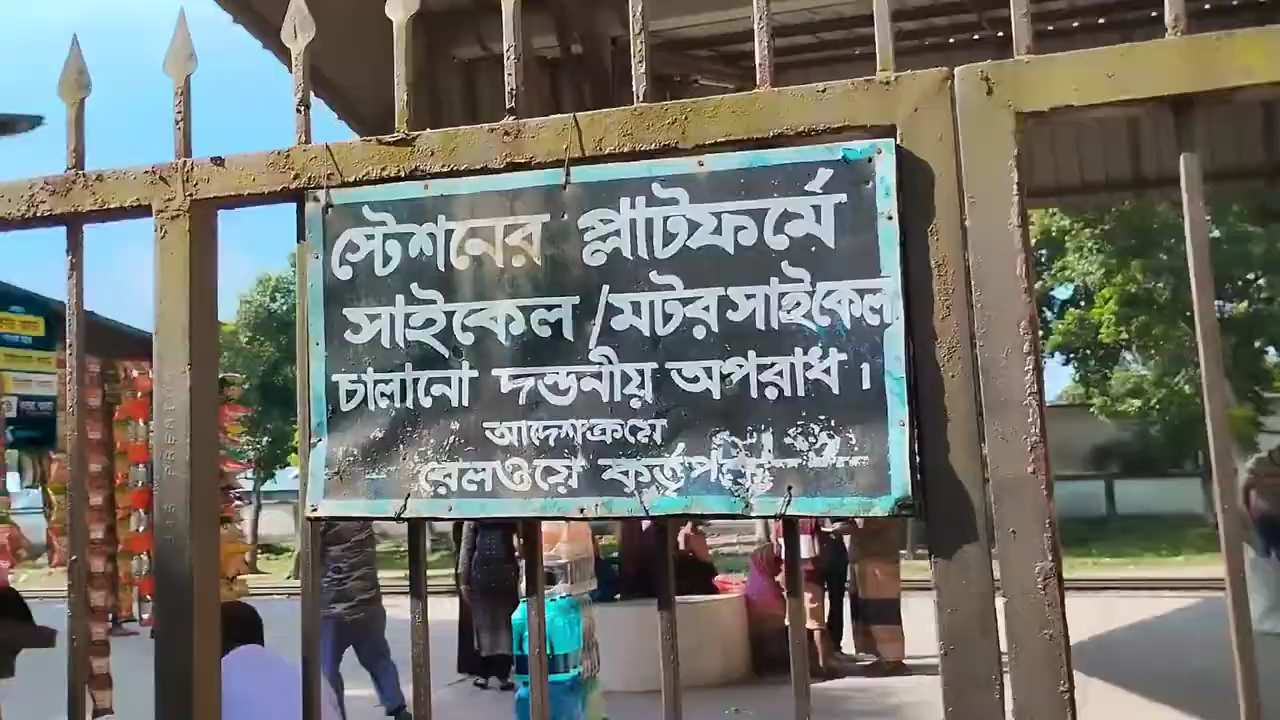 স্টেশনের প্লাটফর্মে
সাইকেল/মটর সাইকেল
চালানো দন্ডনীয় অপরাধ।
আদেশক্রমে
রেলওয়ে কর্তৃপক্ষ